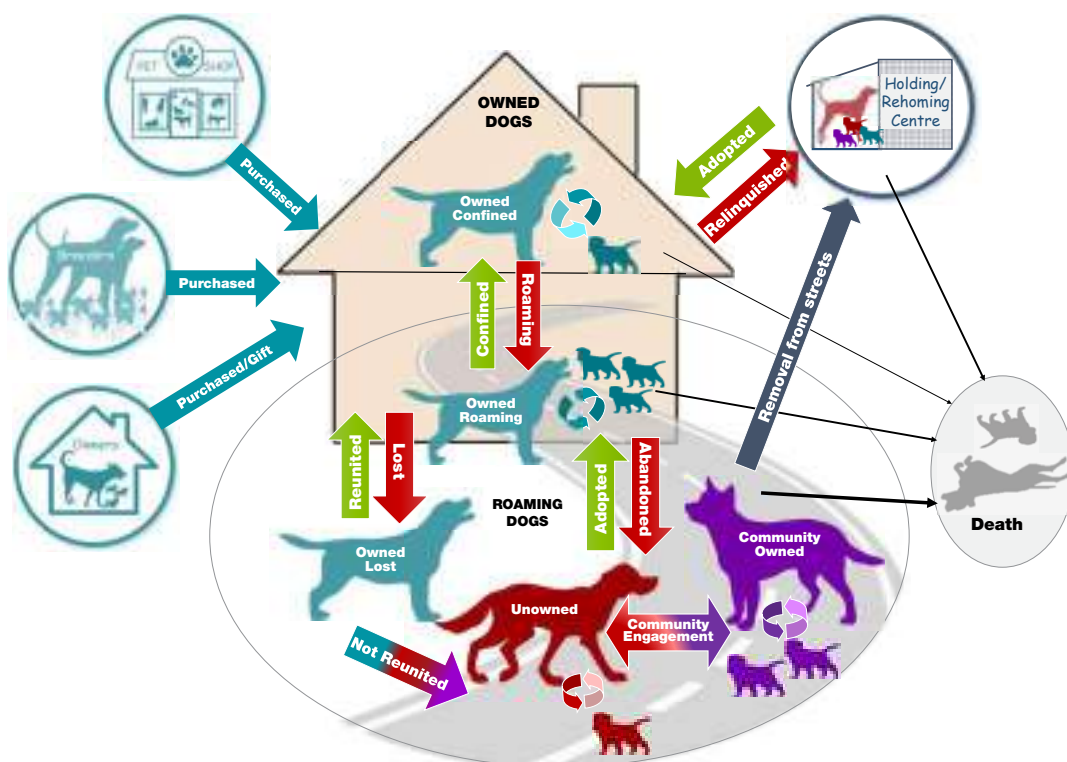 PET SHOP
Holding/
Rehoming
Centre
OWNED
DOGS
Purchased
Adopted
Relinquished
Owned
Confined
Breeders
Purchased
Confined
Roaming
Removal from streets
Purchased/Gift
Owned
Roaming
Owners
Reunited
Lost
Adopted
Abandoned
ROAMING
DOGS
Death
Owned
Lost
Community
Owned
Unowned
Community
Engagement
Not Reunited